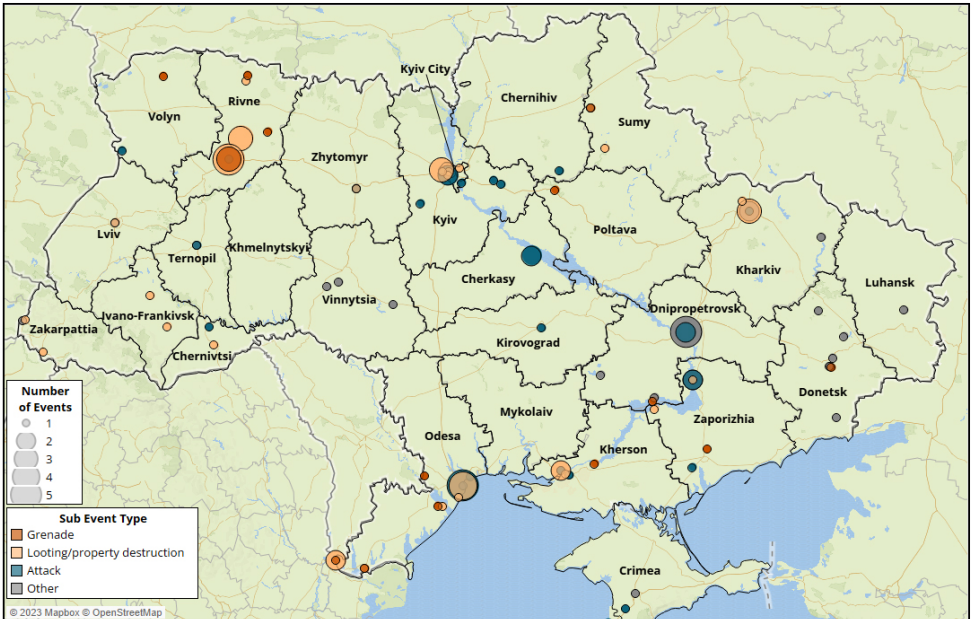 Kyiv City
Chernihiv
Rivne
Volyn
Sumy
Zhytomyr
Kyiv
Poltava
Lviv
Ternopil
Khmelnytskyi
Kharkiv
Cherkasy
Luhansk
Vinnytsia
Dnipropetrovsk
Ivano-Frankivsk
Zakarpattia
Kirovograd
Chernivtsi
Donetsk
Mykolaiv
Zaporizhia
Odesa
Kherson
Crimea
Number
of Events
1
2
3
4
5
Sub Event Type
Grenade
Looting/property destruction
Attack
Other
© 2023 Mapbox © OpenStreetMap